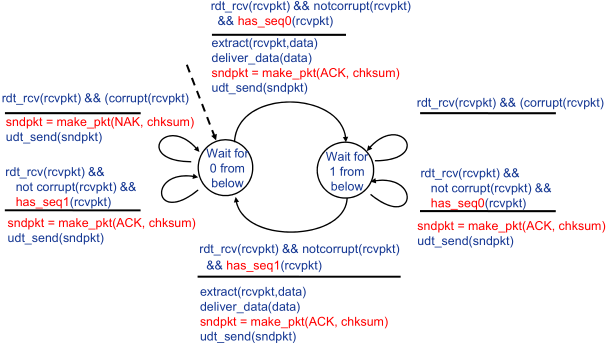 rdt_rcv(rcvpkt) && notcorrupt(rcvpkt)
&& has_seq0(rcvpkt)
extract(rcvpkt,data)
deliver_data(data)
sndpkt = make_pkt(ACK, chksum)
udt_send(sndpkt)
rdt_rcv(rcvpkt) && (corrupt(rcvpkt)
sndpkt = make_pkt(NAK, chksum)
udt_send(sndpkt)
rdt_rcv(rcvpkt) &&
not corrupt(rcvpkt) &&
has_seq1(rcvpkt)
sndpkt = make_pkt(ACK, chksum)
udt_send(sndpkt)
Wait for
0 from
below
Wait for
1 from
below
rdt_rcv(rcvpkt) && (corrupt(rcvpkt)
rdt_rcv(rcvpkt) &&
not corrupt(rcvpkt) &&
has_seq0(rcvpkt)
sndpkt = make_pkt(ACK, chksum)
udt_send(sndpkt)
rdt_rcv(rcvpkt) && notcorrupt(rcvpkt)
&& has_seq1(rcvpkt)
extract(rcvpkt,data)
deliver_data(data)
sndpkt = make_pkt(ACK, chksum)
udt_send(sndpkt)